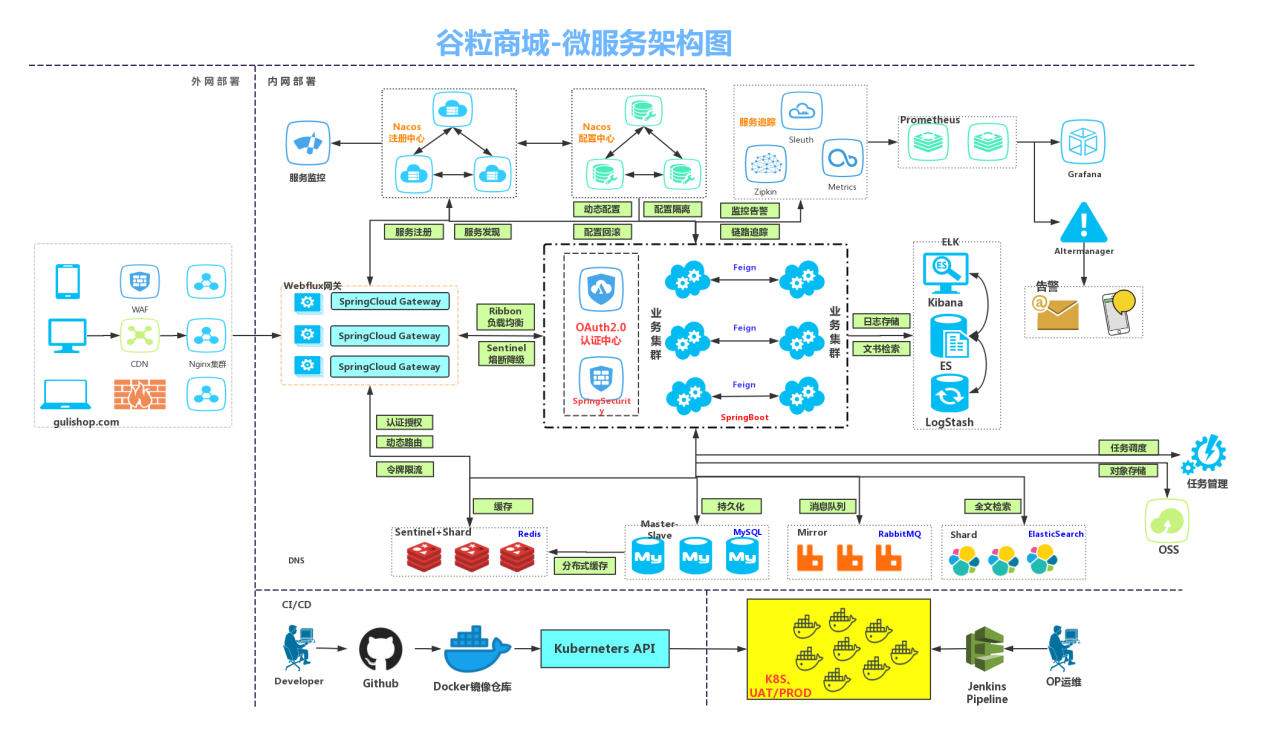 谷粒商城-微服务架构图
外网部署
内网部署
服务监控
Nacos
注册中心
Nacos
配置中心
服务追踪
Sleuth
Zipkin
Metrics
Prometheus
Grafana
Altermanager
告警
服务注册
服务发现
动态配置
配置隔离
配置回滚
监控告警
链路追踪
WAF
CDN
Nginx集群
gulishop.com
Webflux网关
SpringCloud Gateway
SpringCloud Gateway
SpringCloud Gateway
Ribbon
负载均衡
Sentinel
熔断降级
OAuth2.0
认证中心
SpringSecurit
y
业务集群
Feign
Feign
Feign
业务集群
SpringBoot
日志存储
文书检索
ELK
ES
Kibana
ES
LogStash
认证授权
动态路由
令牌限流
任务调度
对象存储
任务管理
OSS
缓存
持久化
消息队列
全文检索
Sentinel+Shard
Redis
分布式缓存
Master-
Slave
MySQL
My
My
My
Mirror
RabbitMQ
Shard
ElasticSearch
DNS
CI/CD
Developer
Github
Docker镜像仓库
Kuberneters API
K8S、
UAT/PROD
Jenkins
Pipeline
OP运维